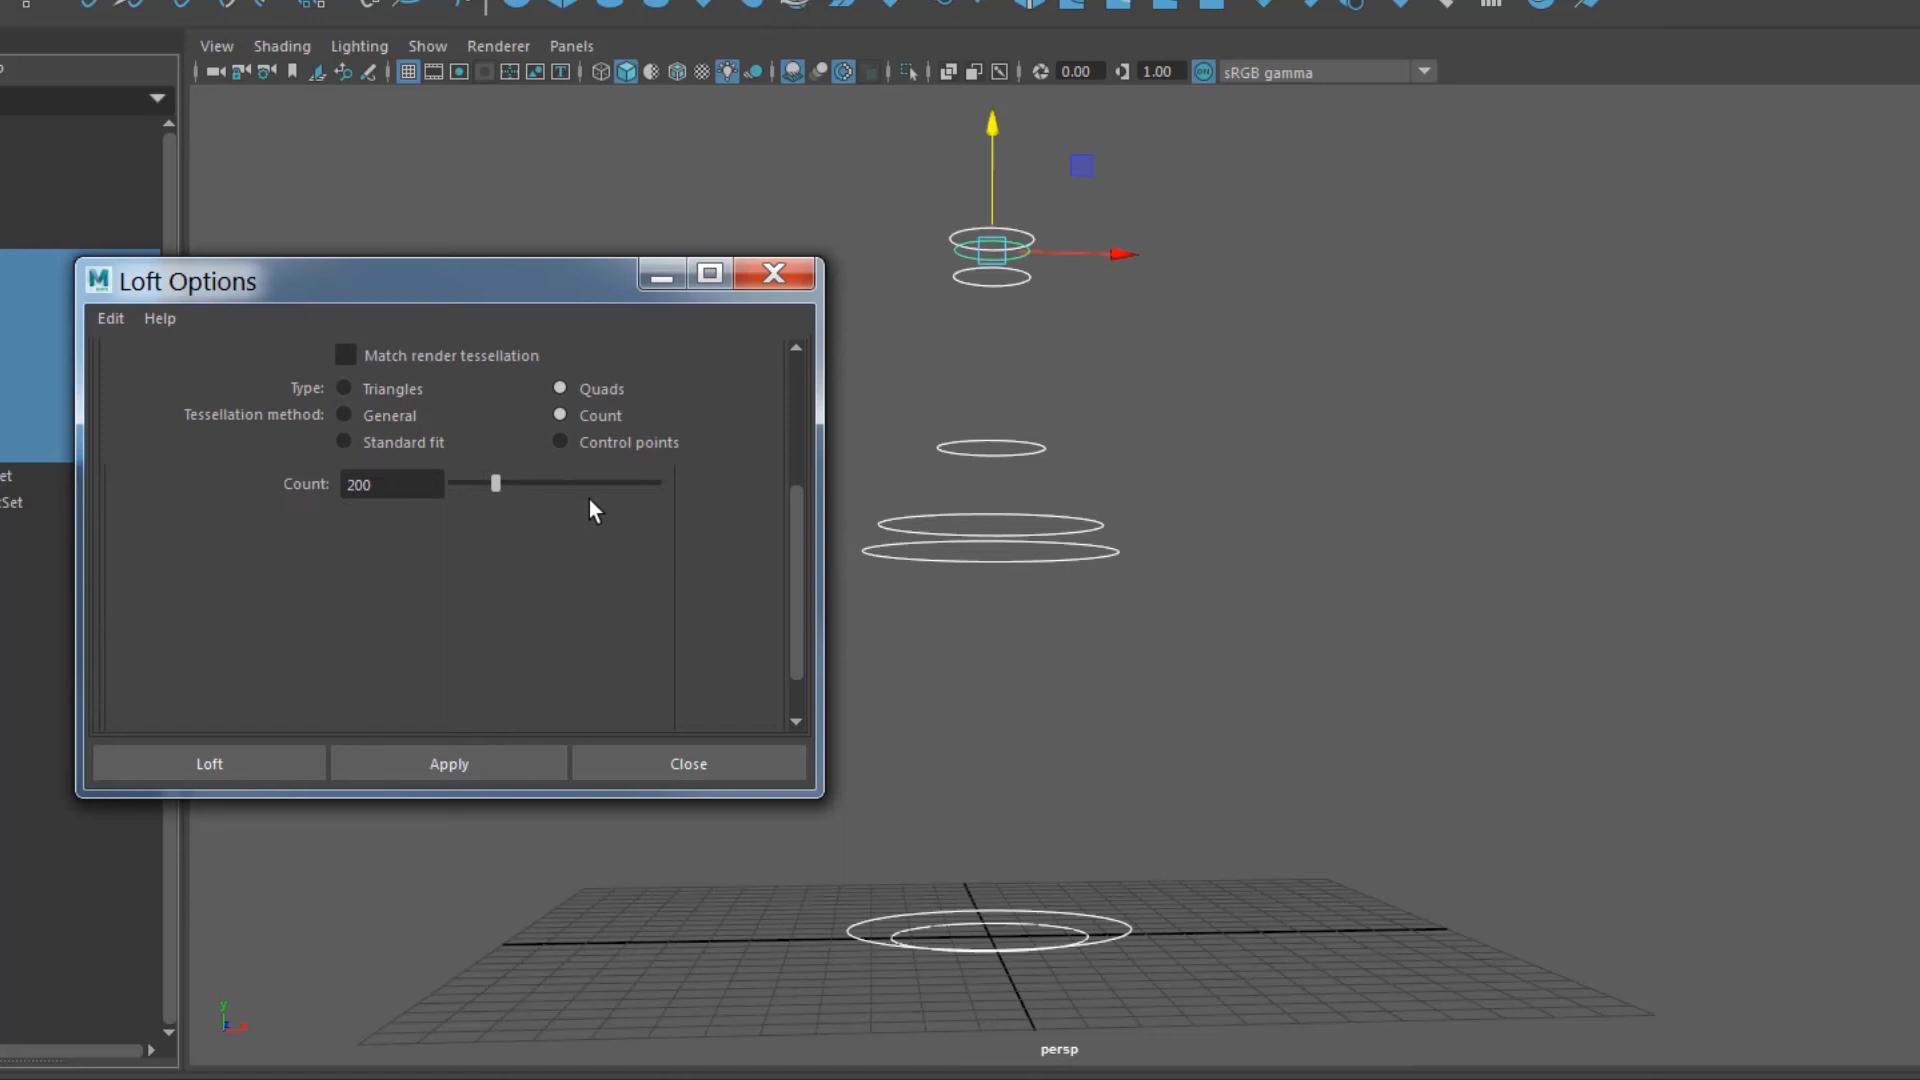 View Shading Lighting Show Renderer Panels
0.00 1.00 ON sRGB gamma
Loft Options
Edit Help
Match render tessellation
Type: Triangles Quads
Tessellation method: General Count
Standard fit Control points
Count: 200
Loft Apply Close
et
Set
y
z x
persp